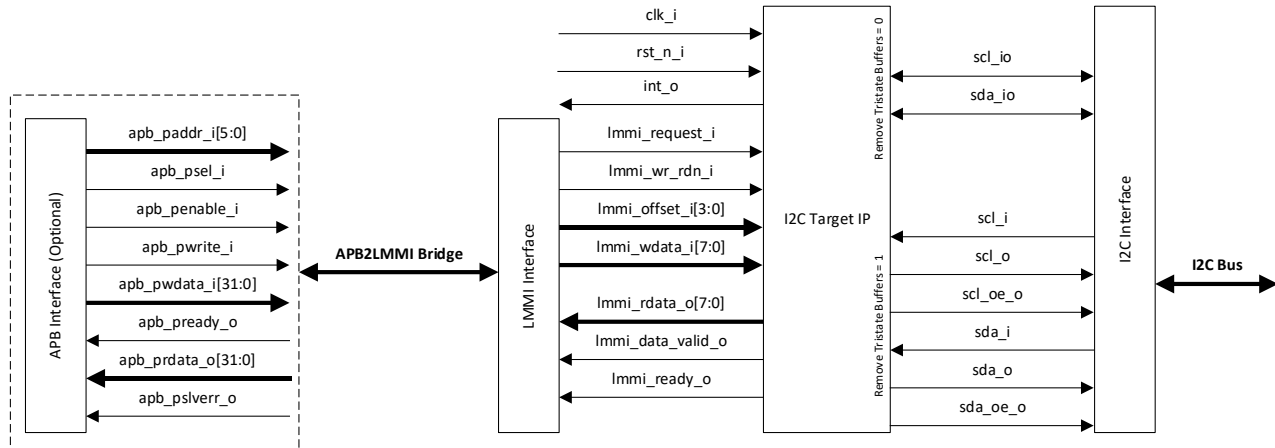 APB Interface (Optional)
apb_paddr_i[5:0]
apb_psel_i
apb_penable_i
apb_pwrite_i
apb_pwdata_i[31:0]
apb_pready_o
apb_prdata_o[31:0]
apb_pslverr_o
APB2LMMI Bridge
LMMI Interface
clk_i
rst_n_i
int_o
lmmi_request_i
lmmi_wr_rdn_i
lmmi_offset_i[3:0]
lmmi_wdata_i[7:0]
lmmi_rdata_o[7:0]
lmmi_data_valid_o
lmmi_ready_o
I2C Target IP
Remove Tristate Buffers = 0
Remove Tristate Buffers = 1
scl_io
sda_io
scl_i
scl_o
scl_oe_o
sda_i
sda_o
sda_oe_o
I2C Interface
I2C Bus